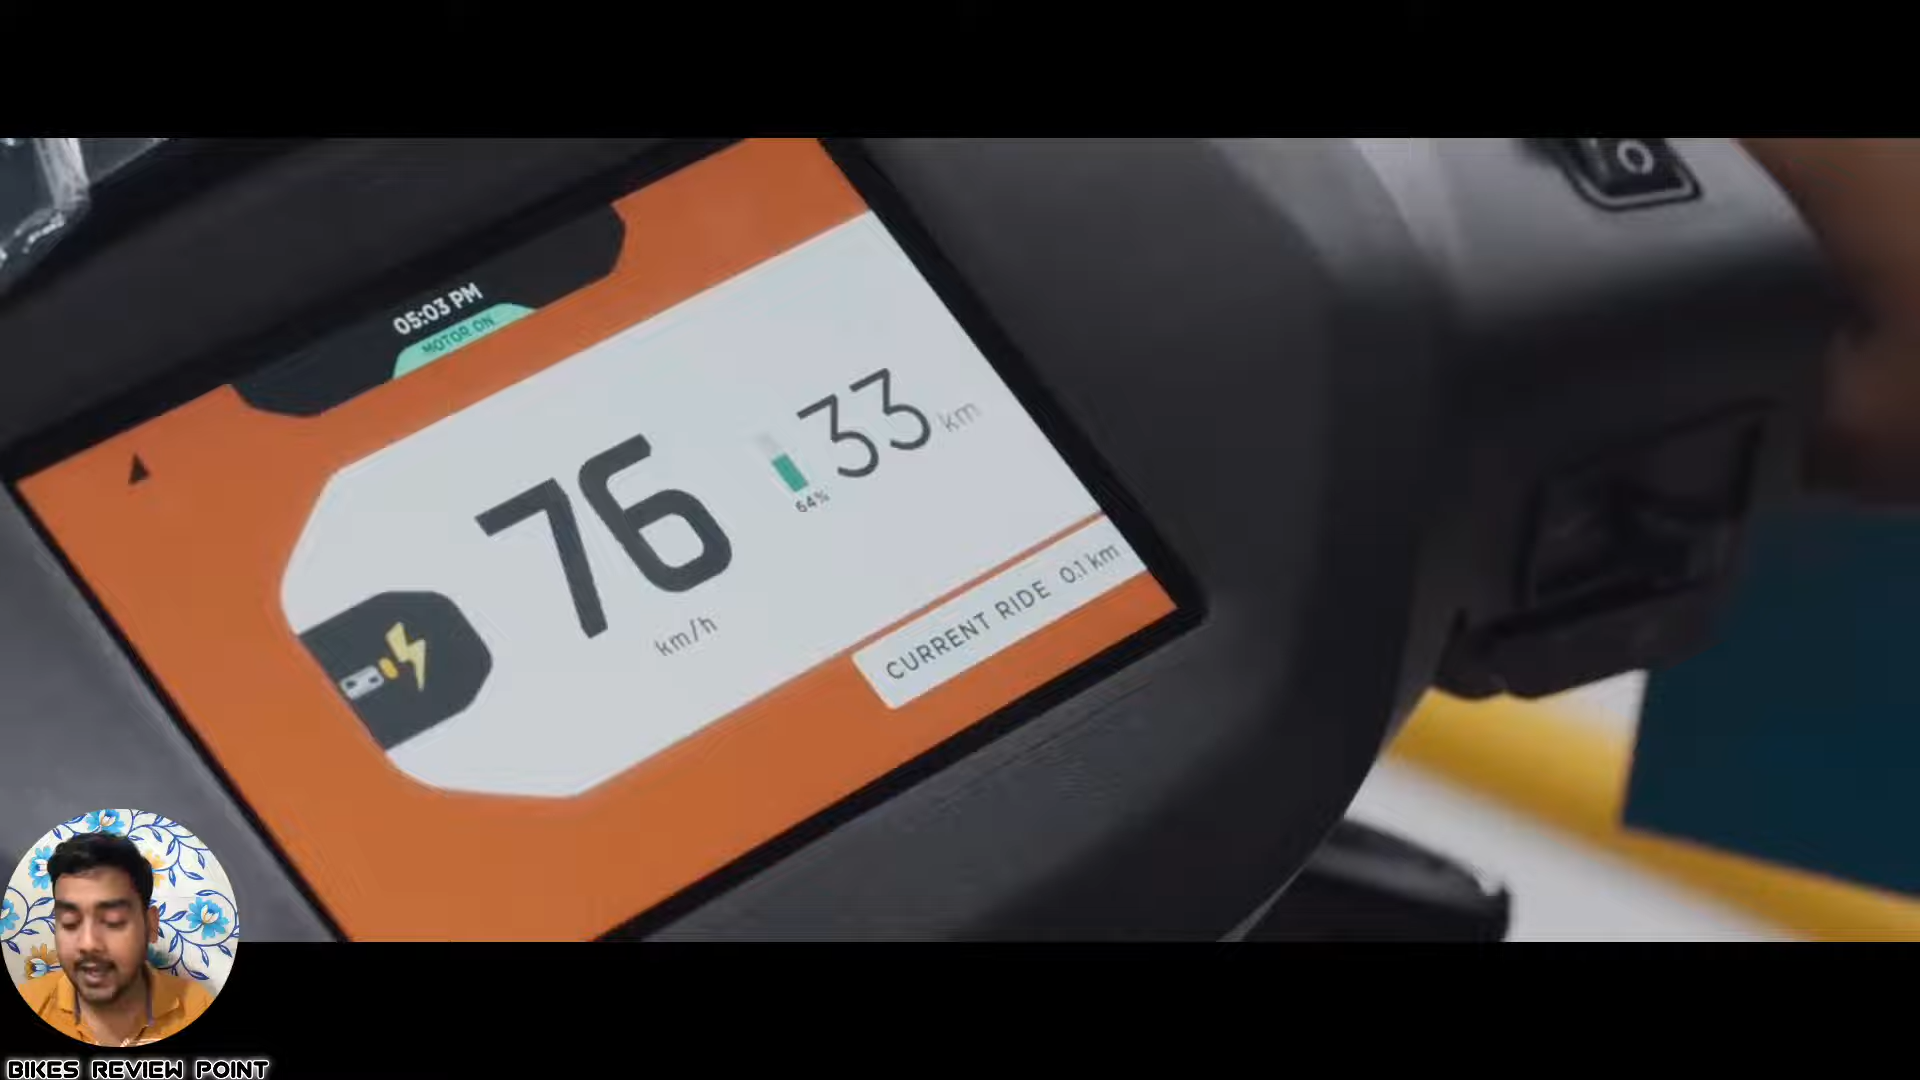 05:03 PM
MOTOR ON
76
km/h
64%
33 km
CURRENT RIDE 0.1 km
BIKES REVIEW POINT